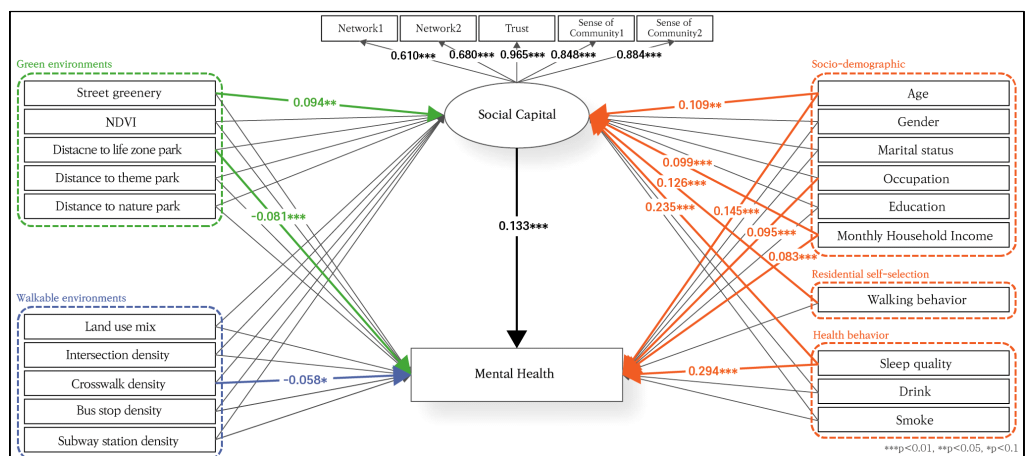 Network1
Network2
Trust
Sense of
Community1
Sense of
Community2
0.610***
0.680***
0.965***
0.848***
0.884***
Green environments
Street greenery
NDVI
Distacne to life zone park
Distance to theme park
Distance to nature park
0.094**
-0.081***
Social Capital
0.133***
Mental Health
Walkable environments
Land use mix
Intersection density
Crosswalk density
Bus stop density
Subway station density
-0.058*
Socio-demographic
Age
Gender
Marital status
Occupation
Education
Monthly Household Income
0.109**
0.099***
0.126***
0.235***
0.145***
0.095***
0.083***
Residential self-selection
Walking behavior
Health behavior
Sleep quality
Drink
Smoke
0.294***
***p<0.01, **p<0.05, *p<0.1